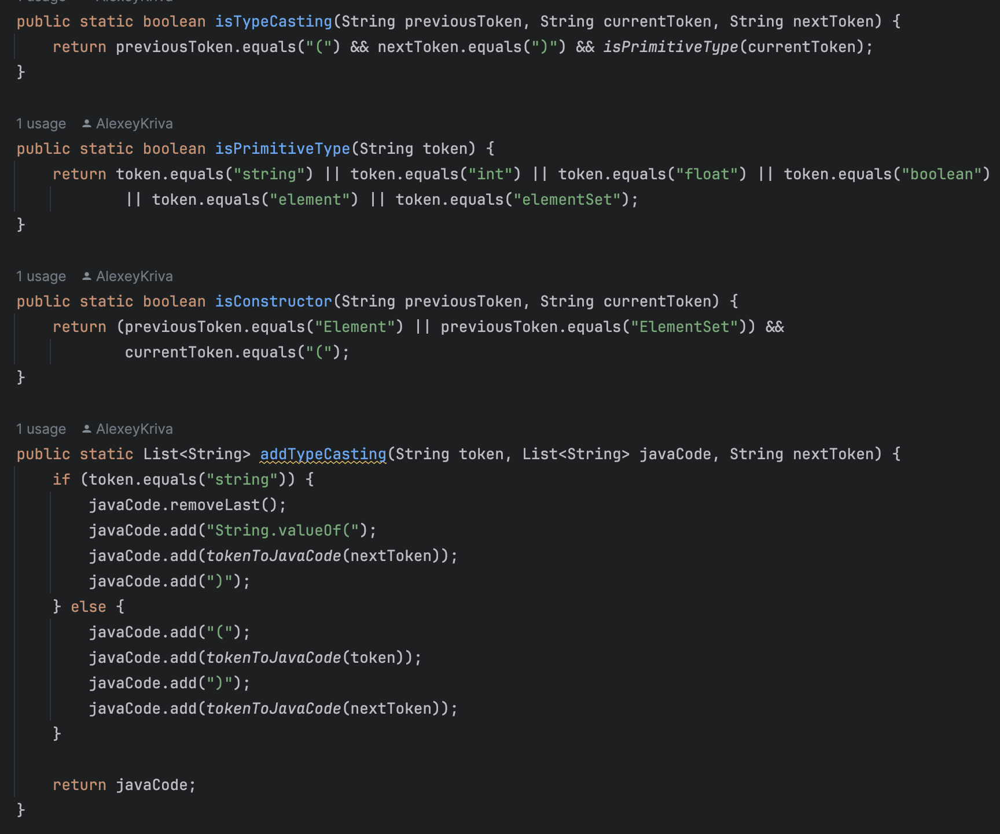 public static boolean isTypeCasting(String previousToken, String currentToken, String nextToken) {
return previousToken.equals("(") && nextToken.equals(")") && isPrimitiveType(currentToken);
}
1 usage AlexeyKriva
public static boolean isPrimitiveType(String token) {
return token.equals("string") || token.equals("int") || token.equals("float") || token.equals("boolean")
|| token.equals("element") || token.equals("elementSet");
}
1 usage AlexeyKriva
public static boolean isConstructor(String previousToken, String currentToken) {
return (previousToken.equals("Element") || previousToken.equals("ElementSet")) &&
currentToken.equals("(");
}
1 usage AlexeyKriva
public static List<String> addTypeCasting(String token, List<String> javaCode, String nextToken) {
if (token.equals("string")) {
javaCode.removeLast();
javaCode.add("String.valueOf(");
javaCode.add(tokenToJavaCode(nextToken));
javaCode.add(")");
} else {
javaCode.add("(");
javaCode.add(tokenToJavaCode(token));
javaCode.add(")");
javaCode.add(tokenToJavaCode(nextToken));
}
return javaCode;
}